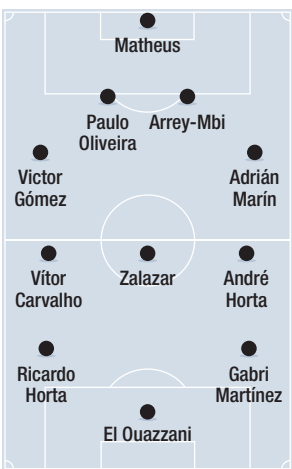 Matheus
Paulo
Oliveira
Arrey-Mbi
Victor
Gómez
Adrián
Marín
Vítor
Carvalho
Zalazar
André
Horta
Ricardo
Horta
Gabri
Martínez
El Ouazzani